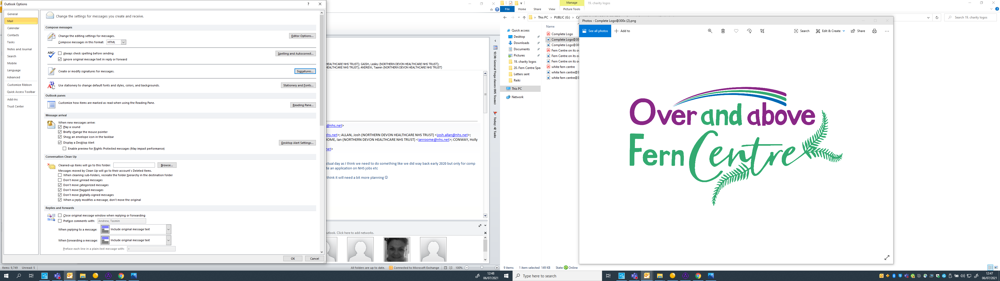 Outlook Options
General
Mail
Calendar
Contacts
Tasks
Notes and Journal
Search
Mobile
Language
Advanced
Customize Ribbon
Quick Access Toolbar
Add-Ins
Trust Center
Change the settings for messages you create and receive.
Compose messages
Change the editing settings for messages.
Editor Options...
Compose messages in this format: HTML
ABC
Always check spelling before sending
Spelling and Autocorrect...
Ignore original message text in reply or forward
Create or modify signatures for messages.
Signatures...
Use stationery to change default fonts and styles, colors, and backgrounds.
Stationery and Fonts...
Outlook panes
Customize how items are marked as read when using the Reading Pane.
Reading Pane...
Message arrival
When new messages arrive:
Play a sound
Briefly change the mouse pointer
Show an envelope icon in the taskbar
Display a Desktop Alert
Desktop Alert Settings...
Enable preview for Rights Protected messages (May impact performance)
Conversation Clean Up
Cleaned-up items will go to this folder:
Browse...
Messages moved by Clean Up will go to their account's Deleted Items.
When cleaning sub-folders, recreate the folder hierarchy in the destination folder
Don't move unread messages
Don't move categorized messages
Don't move flagged messages
Don't move digitally-signed messages
When a reply modifies a message, don't move the original
Replies and forwards
Close original message window when replying or forwarding
Preface comments with: Andrew, Tasmin
When replying to a message: Include original message text
When forwarding a message: Include original message text
Preface each line in a plain-text message with: >
OK Cancel
Items: 9,749 Unread: 5
HEALTHCARE NHS TRUST); GAISH, Lesley (NORTHERN DEVON HEALTHCARE NHS TRUST);
HEALTHCARE NHS TRUST); ANDREW, Tasmin (NORTHERN DEVON HEALTHCARE NHS TRUST)
@nhs.net>
nhs.net>; ALLAN, Josh (NORTHERN DEVON HEALTHCARE NHS TRUST) <josh.allan@nhs.net>;
OOME, Ian (NORTHERN DEVON HEALTHCARE NHS TRUST) <ianroome@nhs.net>; CONWAY, Holly
net>
ctual day as I think we need to do something like we did way back early 2020 but only for comp
te an application on NHS jobs etc
think it will need a bit more planning ☺
12:30: General Yoga classes (MS Teams)
Today: 42 Tasks
utlook. Click here to add networks.
All folders are up to date. Connected to Microsoft Exchange 100%
12:48
06/07/2021
Manage
19. charity logos
File Home Share View Picture Tools
This PC > PUBLIC (G:) >
Search 19. charity logos
Quick access
Desktop
Downloads
Documents
Pictures
19. charity logos
20. Fern Centre Spe
Letters sent
Reiki
This PC
Network
Name
Complete Logo
Complete Logo@30
Complete Logo@30
Fern Centre on its ov
Fern Centre on its ov
Fern Centre on its ov
white fern centre
white fern centre@3
white fern centre@3
Photos - Complete Logo@300x (2).png
See all photos
Add to
Search
Edit & Create
Share
Over and above
Fern Centre
9 items 1 item selected 149 KB State: Online
Type here to search
12:47
06/07/2021